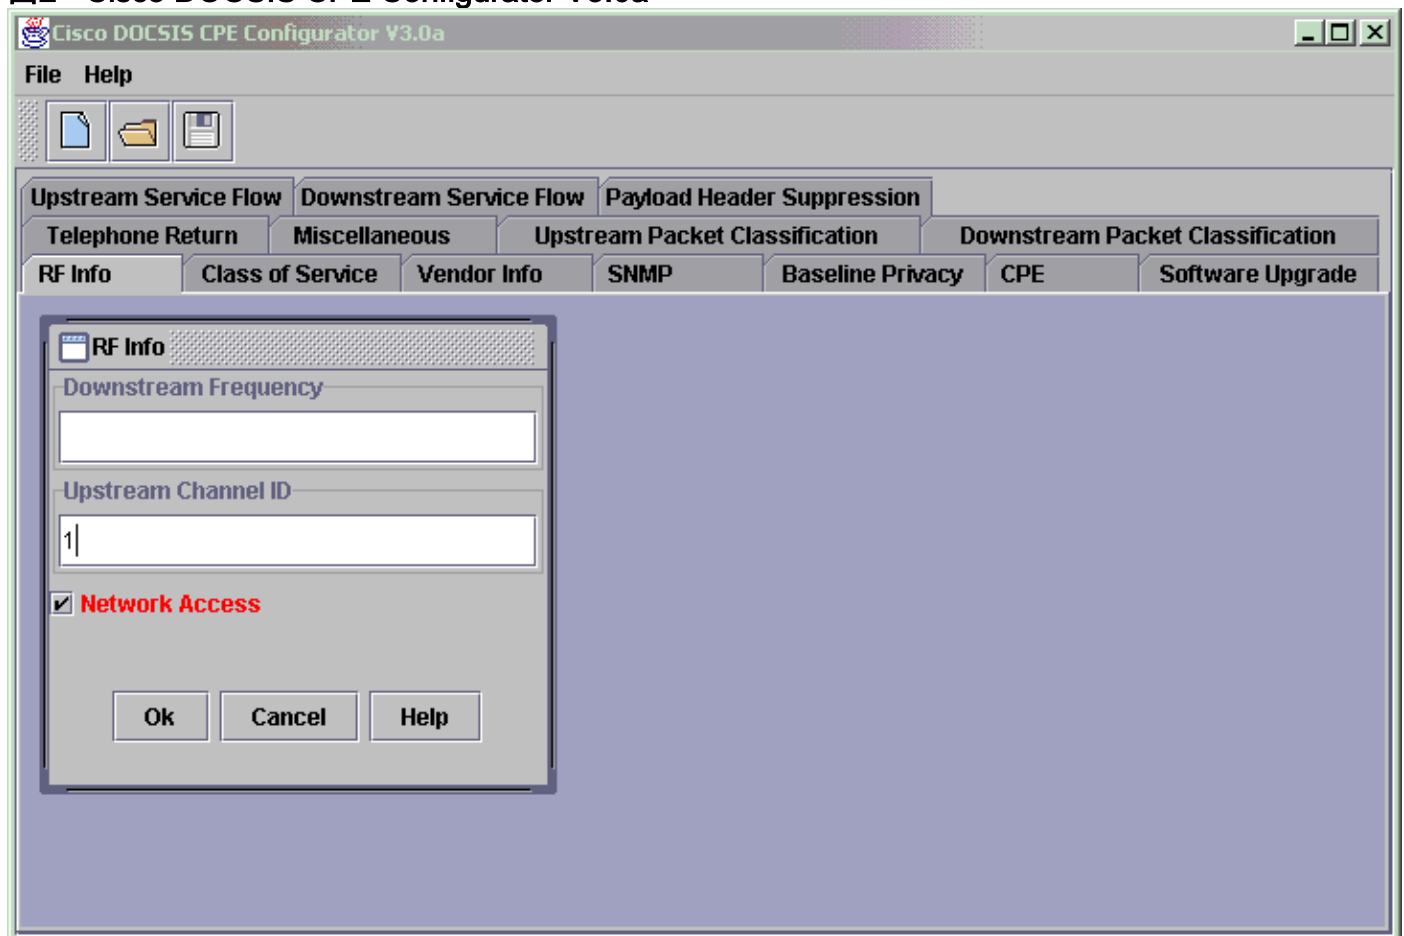 Cisco DOCSIS CPE Configurator V3.0a
File Help
Upstream Service Flow Downstream Service Flow Payload Header Suppression
Telephone Return Miscellaneous Upstream Packet Classification Downstream Packet Classification
RF Info Class of Service Vendor Info SNMP Baseline Privacy CPE Software Upgrade
RF Info
Downstream Frequency
Upstream Channel ID
1
Network Access
Ok Cancel Help